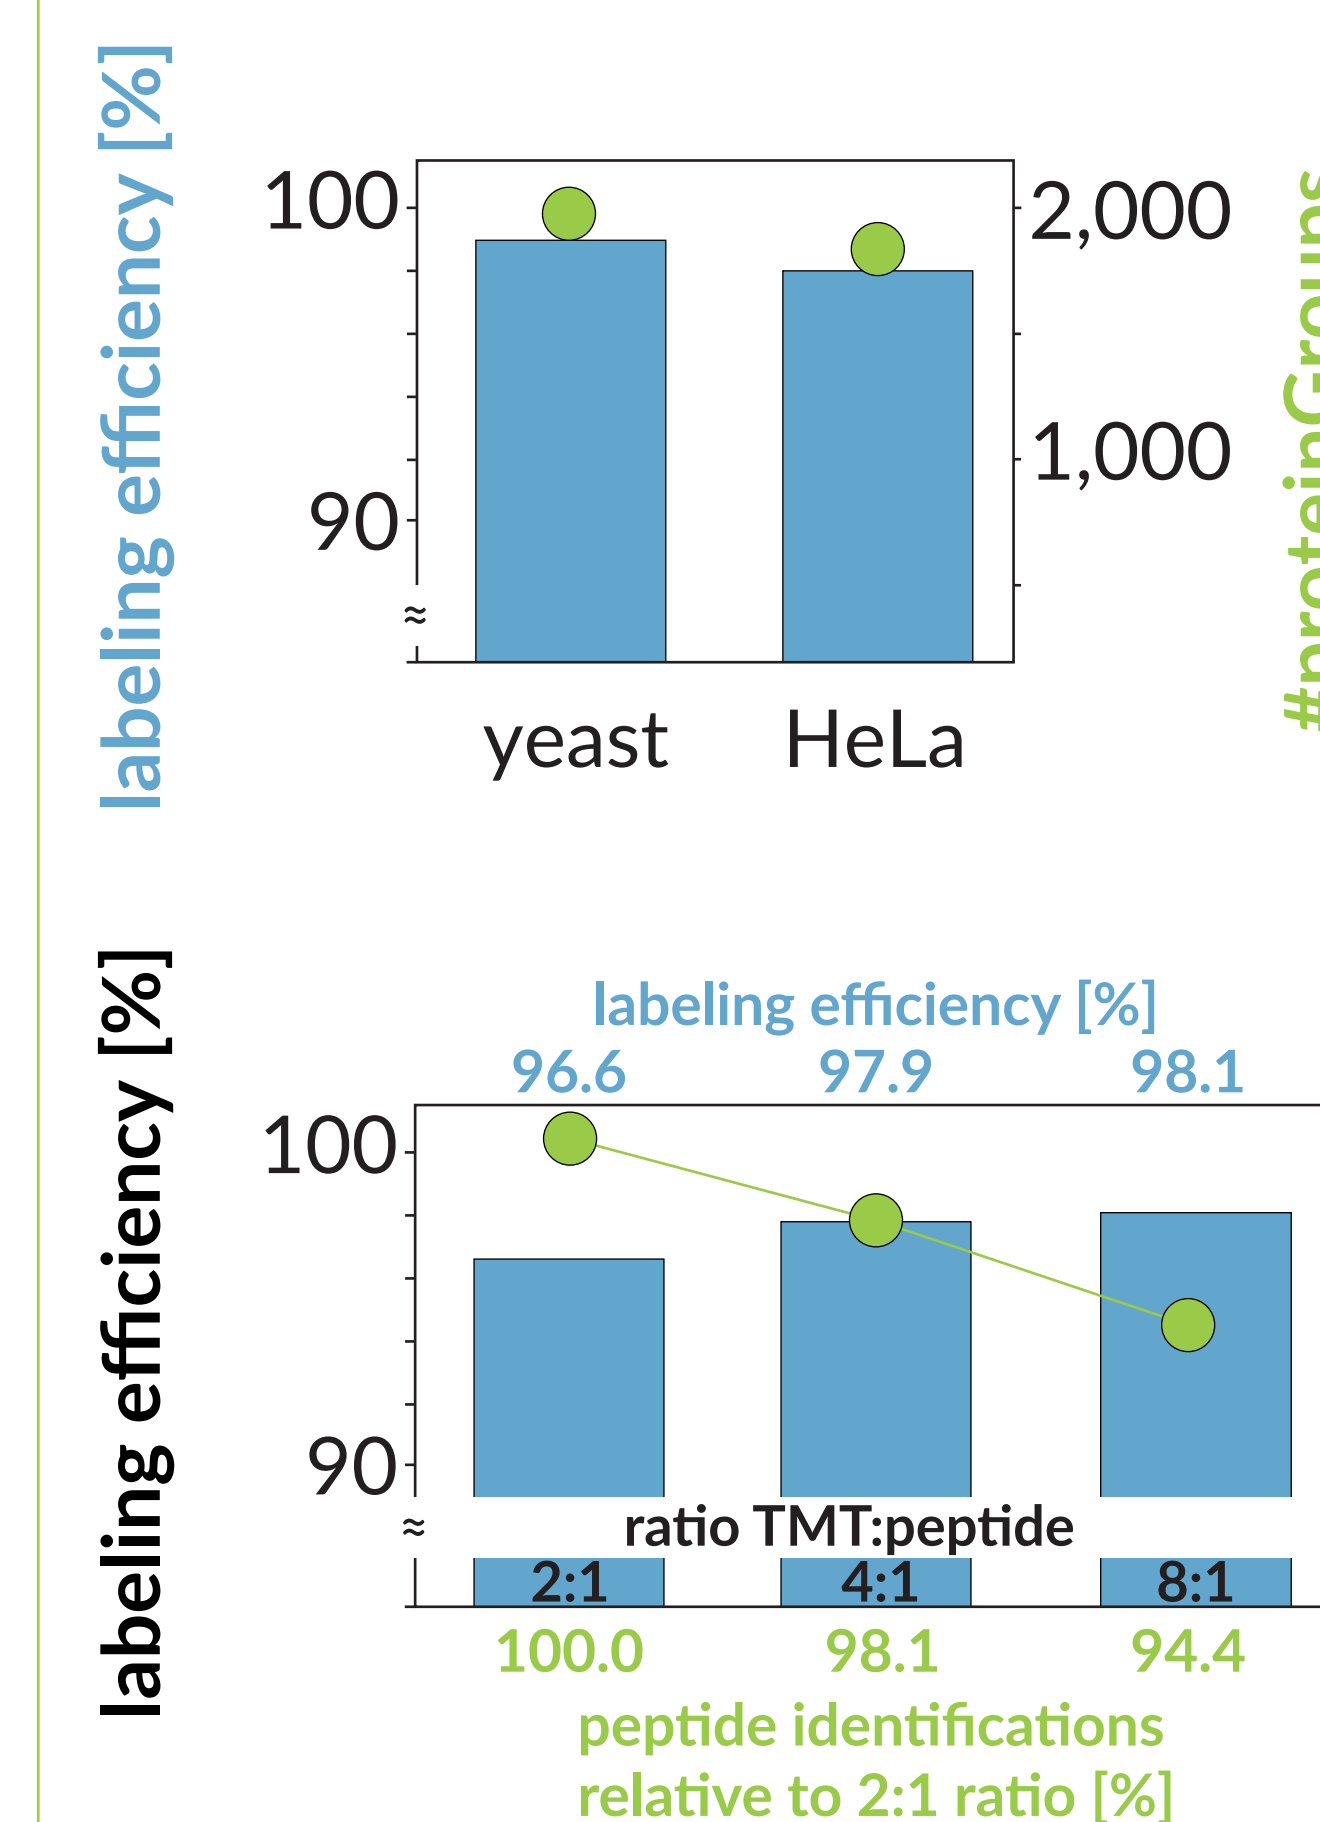 labeling efficiency [%]
100
90
≈
2,000
1,000
#proteinGroups
yeast HeLa
labeling efficiency [%]
labeling efficiency [%]
96.6 97.9 98.1
100
90
≈
ratio TMT:peptide
2:1 4:1 8:1
100.0 98.1 94.4
peptide identifications
relative to 2:1 ratio [%]